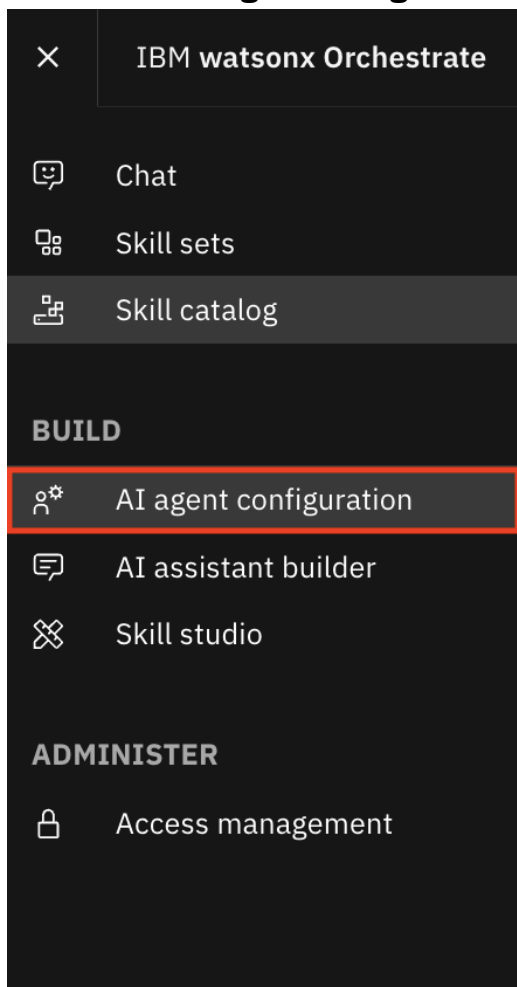 IBM watsonx Orchestrate
Chat
Skill sets
Skill catalog
BUILD
AI agent configuration
AI assistant builder
Skill studio
ADMINISTER
Access management